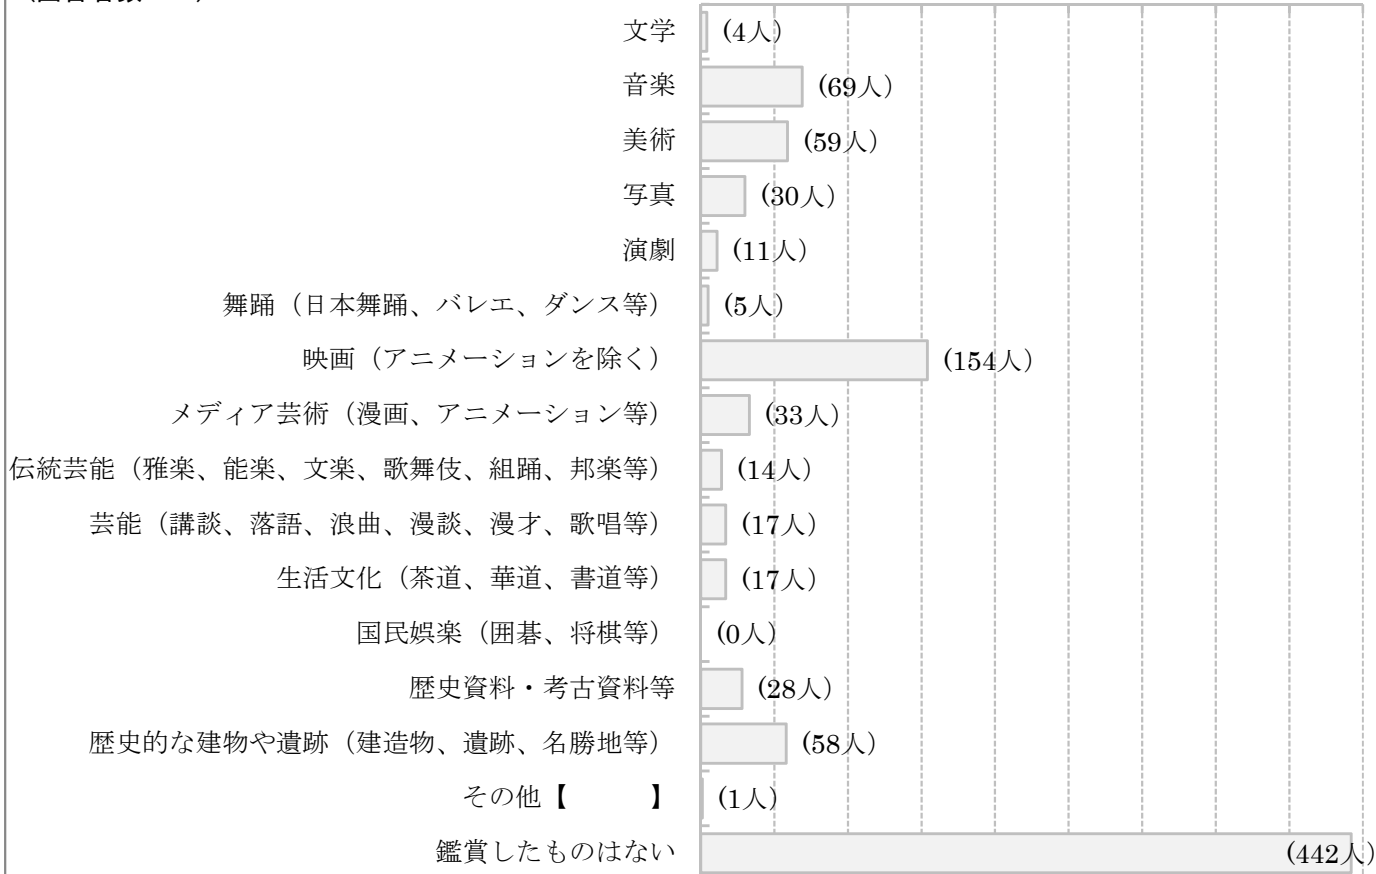 文学 (4人)
音楽 (69人)
美術 (59人)
写真 (30人)
演劇 (11人)
舞踊（日本舞踊、バレエ、ダンス等） (5人)
映画（アニメーションを除く） (154人)
メディア芸術（漫画、アニメーション等） (33人)
伝統芸能（雅楽、能楽、文楽、歌舞伎、組踊、邦楽等） (14人)
芸能（講談、落語、浪曲、漫談、漫才、歌唱等） (17人)
生活文化（茶道、華道、書道等） (17人)
国民娯楽（囲碁、将棋等） (0人)
歴史資料・考古資料等 (28人)
歴史的な建物や遺跡（建造物、遺跡、名勝地等） (58人)
その他【　　　】 (1人)
鑑賞したものはない (442人)